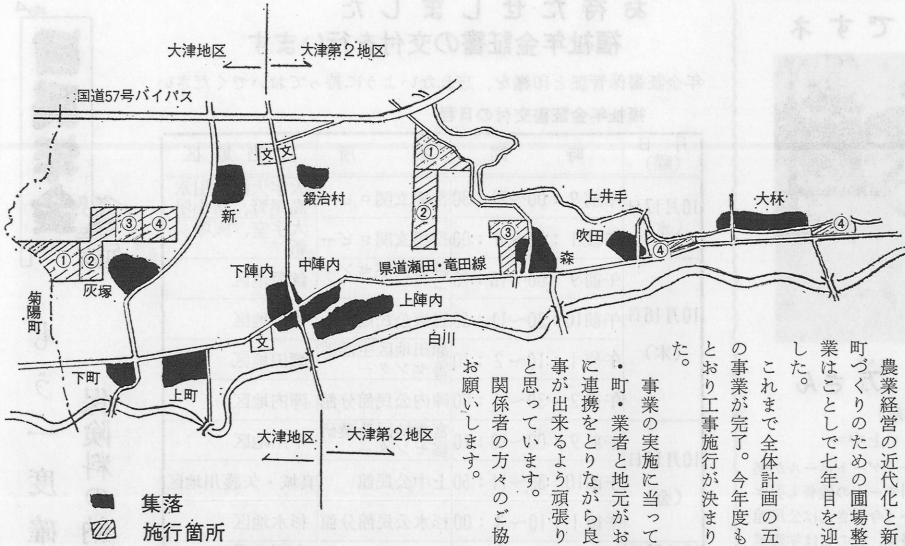 大津地区
大津第2地区
国道57号バイパス
文
文
①
新
鍛治村
上井手
大林
③
④
②
③
吹田
④
④
①
②
灰塚
下陣内
中陣内
県道瀬田・竜田線
森
菊陽町
上陣内
白川
文
下町
上町
大津地区
大津第2地区
集落
施行箇所
農業経営の近代化と新
町づくりのための圃場整
業はことしで七年目を迎
した。
これまで全体計画の五
の事業が完了。今年度も
とおり工事施行が決まり
た。
事業の実施に当って
・町・業者と地元がお
に連携をとりながら良
事が出来るよう頑張り
と思っています。
関係者の方々のご協
お願いします。